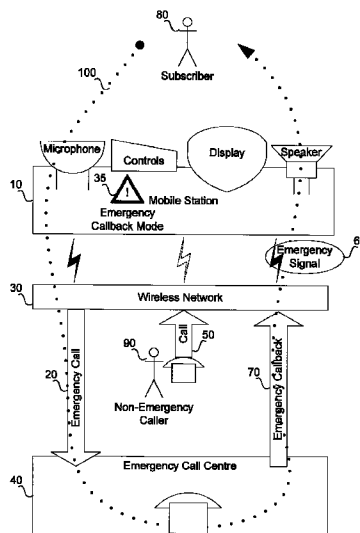 80
Subscriber
100
Microphone
Controls
Display
Speaker
35
!
Mobile Station
10
Emergency
Callback Mode
Emergency
Signal
6
30
Wireless Network
Call
50
90
20
Emergency Call
70
Emergency Callback
Non-Emergency
Caller
Emergency Call Centre
40